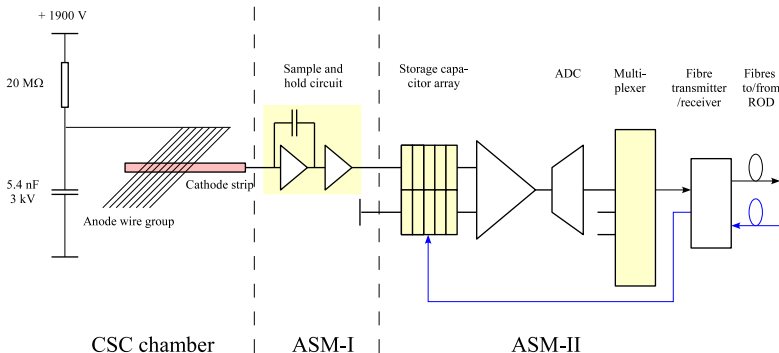 + 1900 V
20 MΩ
5.4 nF
3 kV
Anode wire group
Cathode strip
Sample and
hold circuit
Storage capa-
citor array
ADC
Multi-
plexer
Fibre
transmitter
/receiver
Fibres
to/from
ROD
CSC chamber
ASM-I
ASM-II